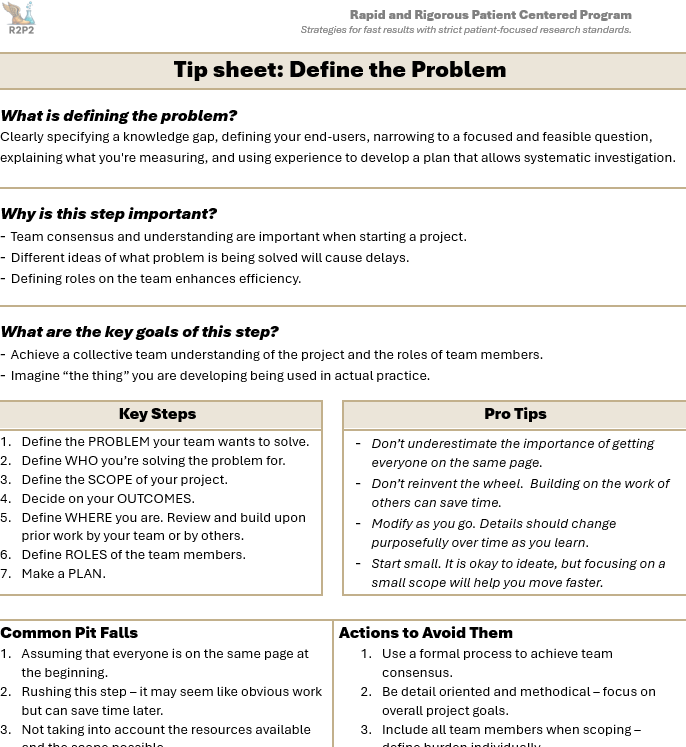 R2P2
Rapid and Rigorous Patient Centered Program
Strategies for fast results with strict patient-focused research standards.
Tip sheet: Define the Problem
What is defining the problem?
Clearly specifying a knowledge gap, defining your end-users, narrowing to a focused and feasible question,
explaining what you're measuring, and using experience to develop a plan that allows systematic investigation.
Why is this step important?
- Team consensus and understanding are important when starting a project.
- Different ideas of what problem is being solved will cause delays.
- Defining roles on the team enhances efficiency.
What are the key goals of this step?
- Achieve a collective team understanding of the project and the roles of team members.
- Imagine “the thing” you are developing being used in actual practice.
Key Steps
1. Define the PROBLEM your team wants to solve.
2. Define WHO you’re solving the problem for.
3. Define the SCOPE of your project.
4. Decide on your OUTCOMES.
5. Define WHERE you are. Review and build upon
prior work by your team or by others.
6. Define ROLES of the team members.
7. Make a PLAN.
Pro Tips
- Don’t underestimate the importance of getting
everyone on the same page.
- Don’t reinvent the wheel. Building on the work of
others can save time.
- Modify as you go. Details should change
purposefully over time as you learn.
- Start small. It is okay to ideate, but focusing on a
small scope will help you move faster.
Common Pit Falls
1. Assuming that everyone is on the same page at
the beginning.
2. Rushing this step – it may seem like obvious work
but can save time later.
3. Not taking into account the resources available
and the scope possible.
Actions to Avoid Them
1. Use a formal process to achieve team
consensus.
2. Be detail oriented and methodical – focus on
overall project goals.
3. Include all team members when scoping –
define burden individually.